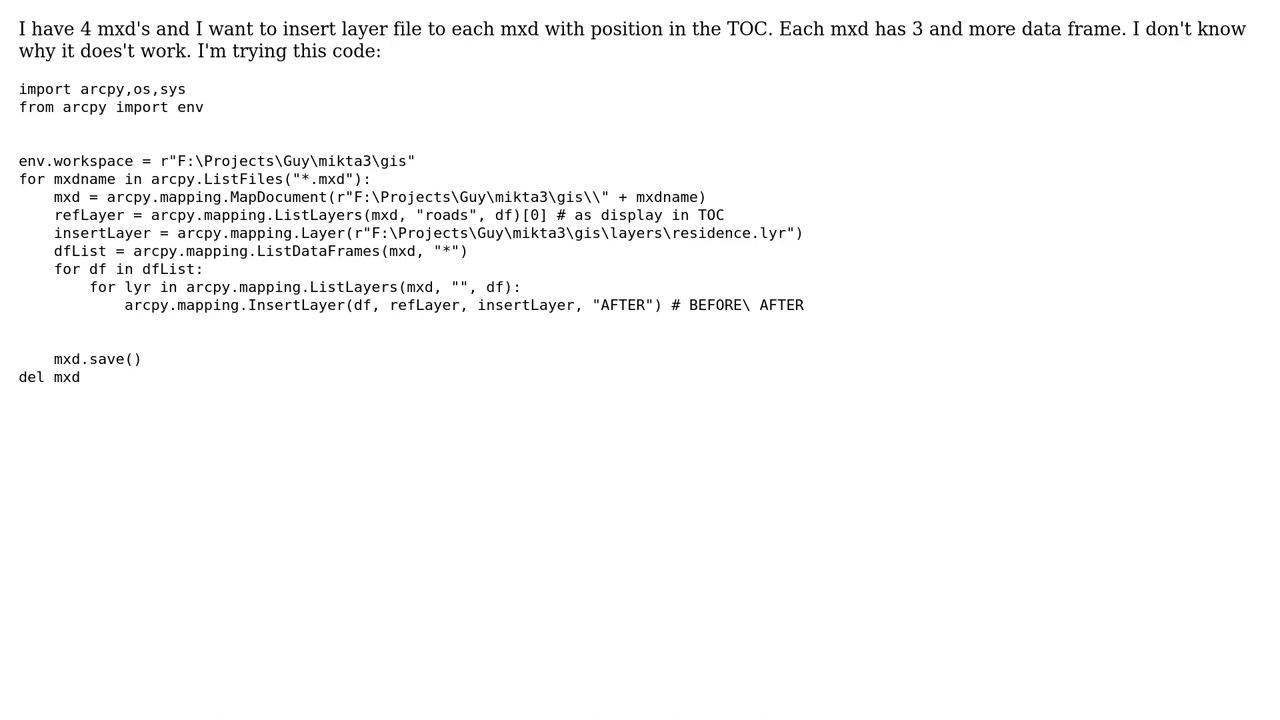 I have 4 mxd's and I want to insert layer file to each mxd with position in the TOC. Each mxd has 3 and more data frame. I don't know
why it does't work. I'm trying this code:
import arcpy,os,sys
from arcpy import env
env.workspace = r"F:\Projects\Guy\mikta3\gis"
for mxdname in arcpy.ListFiles("*.mxd"):
    mxd = arcpy.mapping.MapDocument(r"F:\Projects\Guy\mikta3\gis\\" + mxdname)
    refLayer = arcpy.mapping.ListLayers(mxd, "roads", df)[0] # as display in TOC
    insertLayer = arcpy.mapping.Layer(r"F:\Projects\Guy\mikta3\gis\layers\residence.lyr")
    dfList = arcpy.mapping.ListDataFrames(mxd, "*")
    for df in dfList:
        for lyr in arcpy.mapping.ListLayers(mxd, "", df):
            arcpy.mapping.InsertLayer(df, refLayer, insertLayer, "AFTER") # BEFORE\ AFTER
    mxd.save()
del mxd